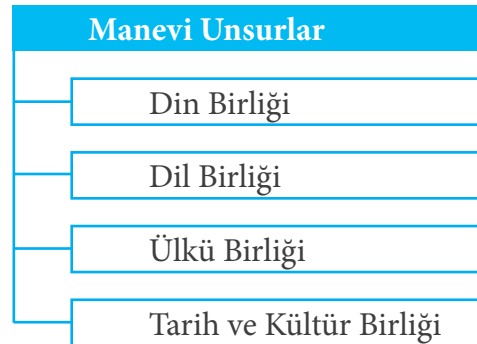 Manevi Unsurlar
Din Birliği
Dil Birliği
Ülkü Birliği
Tarih ve Kültür Birliği